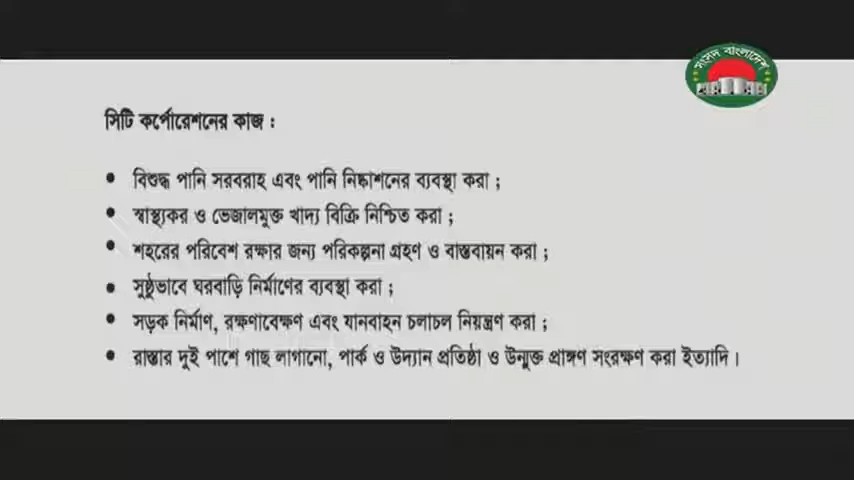 সংসদ বাংলাদেশ
সিটি কর্পোরেশনের কাজ :
• বিশুদ্ধ পানি সরবরাহ এবং পানি নিষ্কাশনের ব্যবস্থা করা ;
• স্বাস্থ্যকর ও ভেজালমুক্ত খাদ্য বিক্রি নিশ্চিত করা ;
• শহরের পরিবেশ রক্ষার জন্য পরিকল্পনা গ্রহণ ও বাস্তবায়ন করা ;
• সুষ্ঠুভাবে ঘরবাড়ি নির্মাণের ব্যবস্থা করা ;
• সড়ক নির্মাণ, রক্ষণাবেক্ষণ এবং যানবাহন চলাচল নিয়ন্ত্রণ করা ;
• রাস্তার দুই পাশে গাছ লাগানো, পার্ক ও উদ্যান প্রতিষ্ঠা ও উন্মুক্ত প্রাঙ্গণ সংরক্ষণ করা ইত্যাদি।